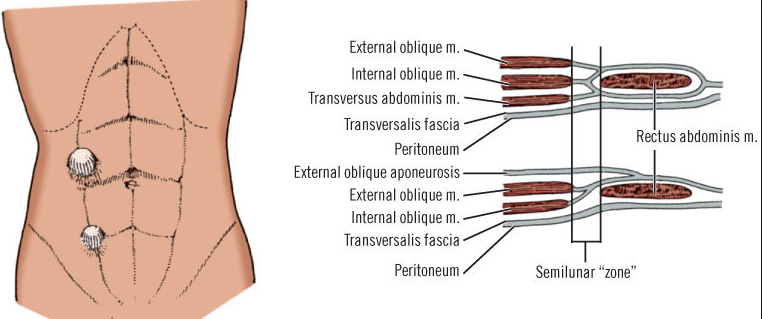 External oblique m.
Internal oblique m.
Transversus abdominis m.
Transversalis fascia
Peritoneum
Rectus abdominis m.
External oblique aponeurosis
External oblique m.
Internal oblique m.
Transversalis fascia
Peritoneum
Semilunar “zone”